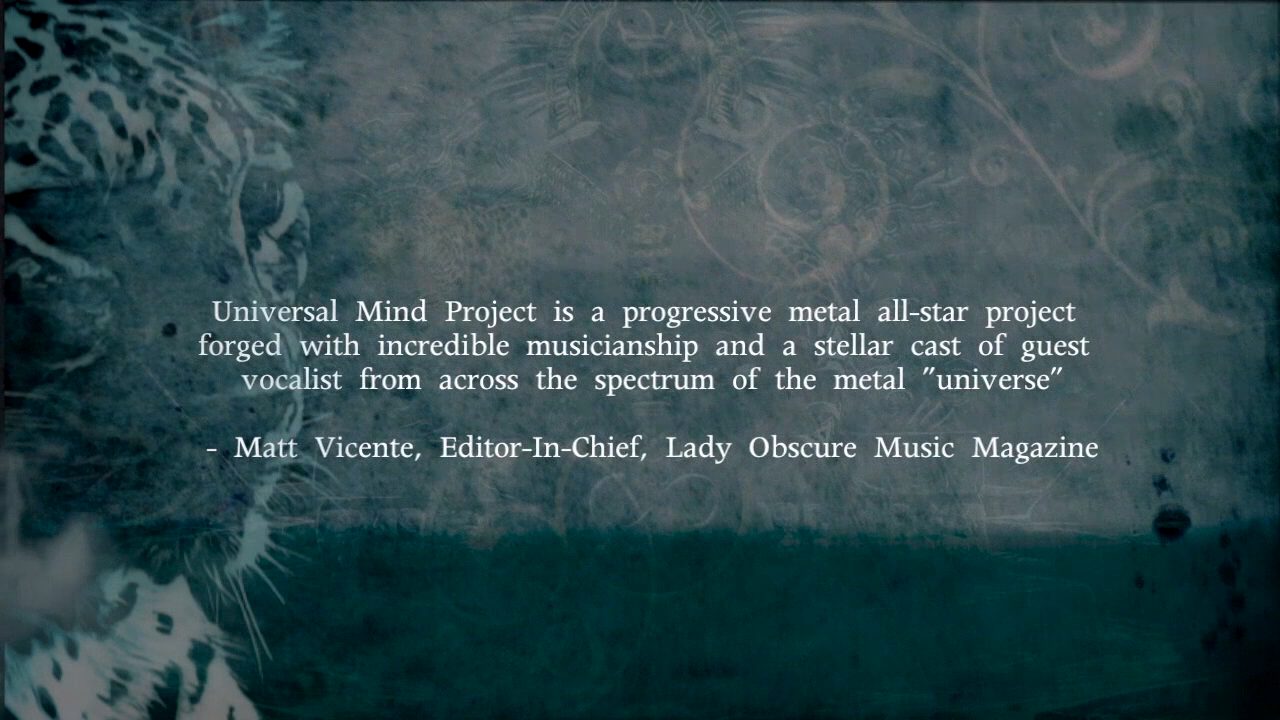 Universal Mind Project is a progressive metal all-star project
forged with incredible musicianship and a stellar cast of guest
vocalist from across the spectrum of the metal "universe"
- Matt Vicente, Editor-In-Chief, Lady Obscure Music Magazine